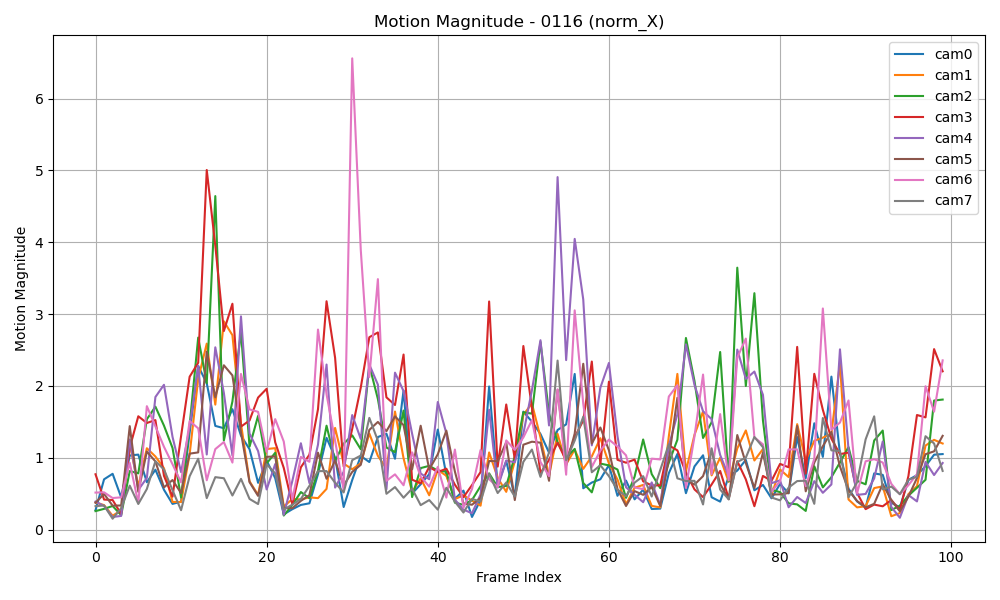 Motion Magnitude - 0116 (norm_X)
Motion Magnitude
6
5
4
3
2
1
0
0 20 40 60 80 100
Frame Index
cam0
cam1
cam2
cam3
cam4
cam5
cam6
cam7